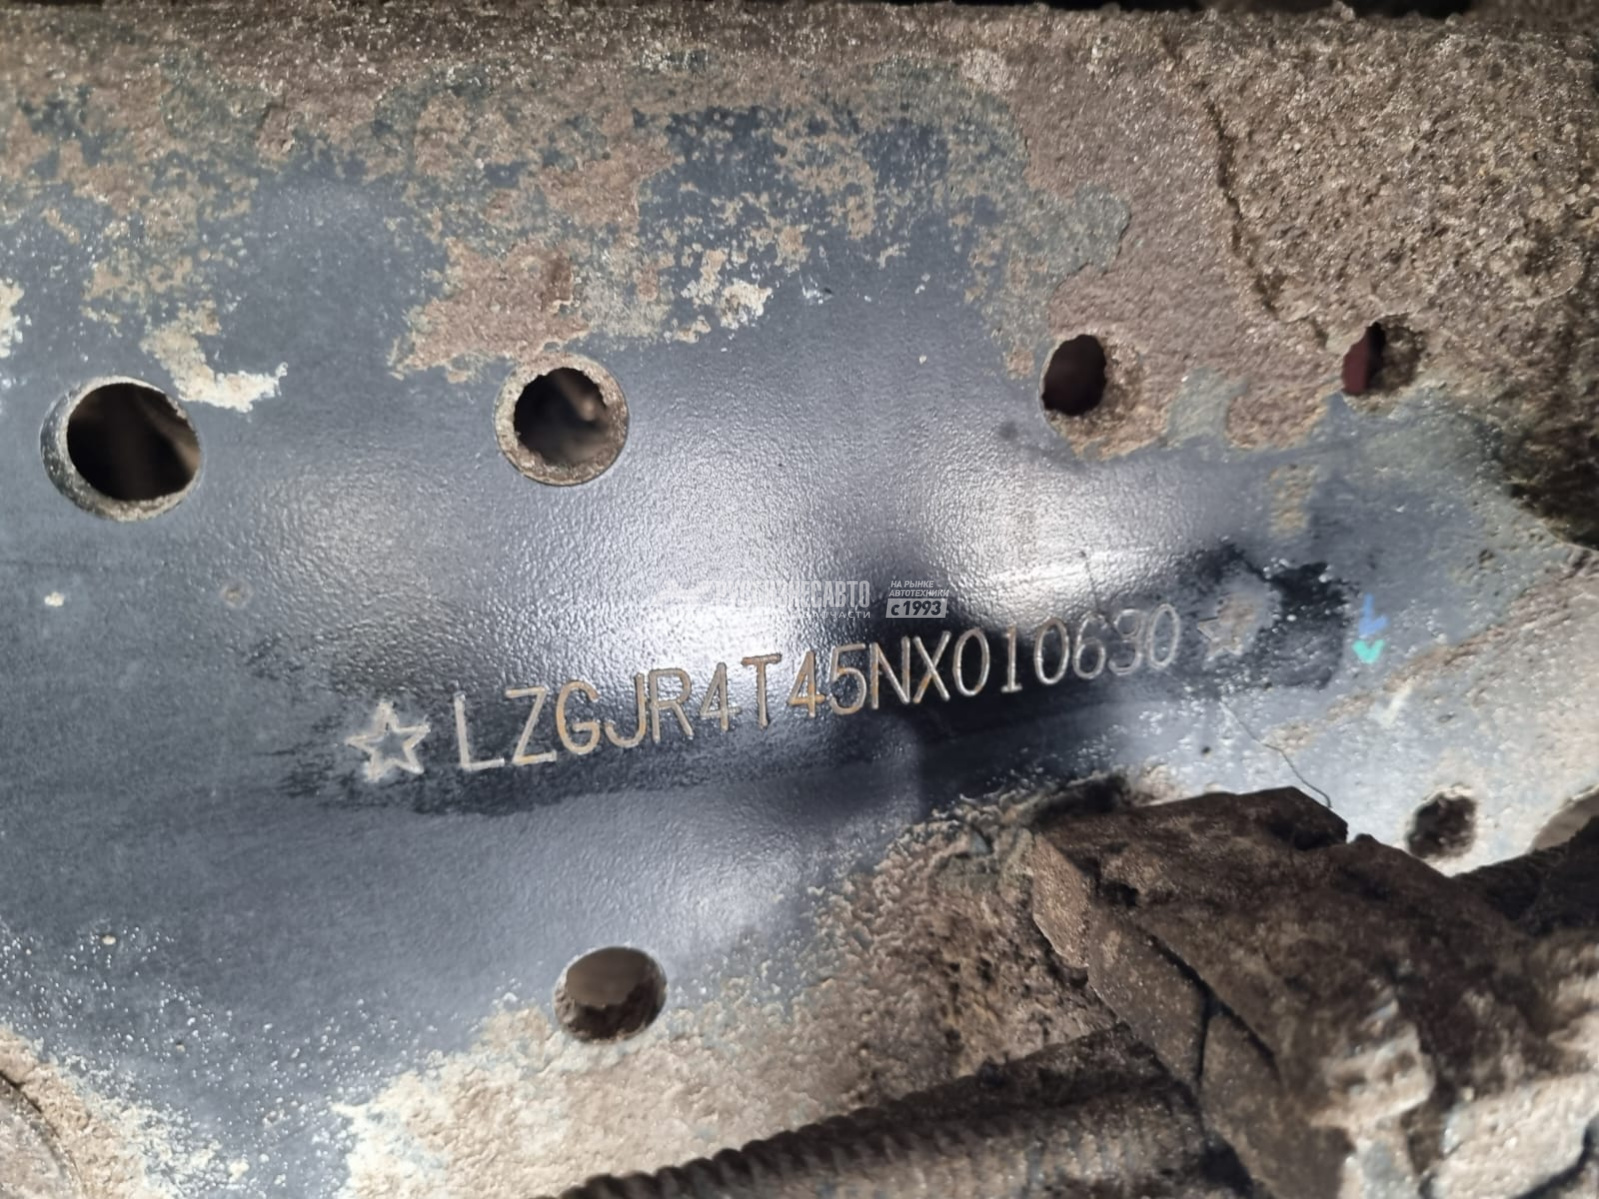 НА РЫНКЕ
АВТОТЕХНИКИ
с 1993
☆LZGJR4T45NX010630☆